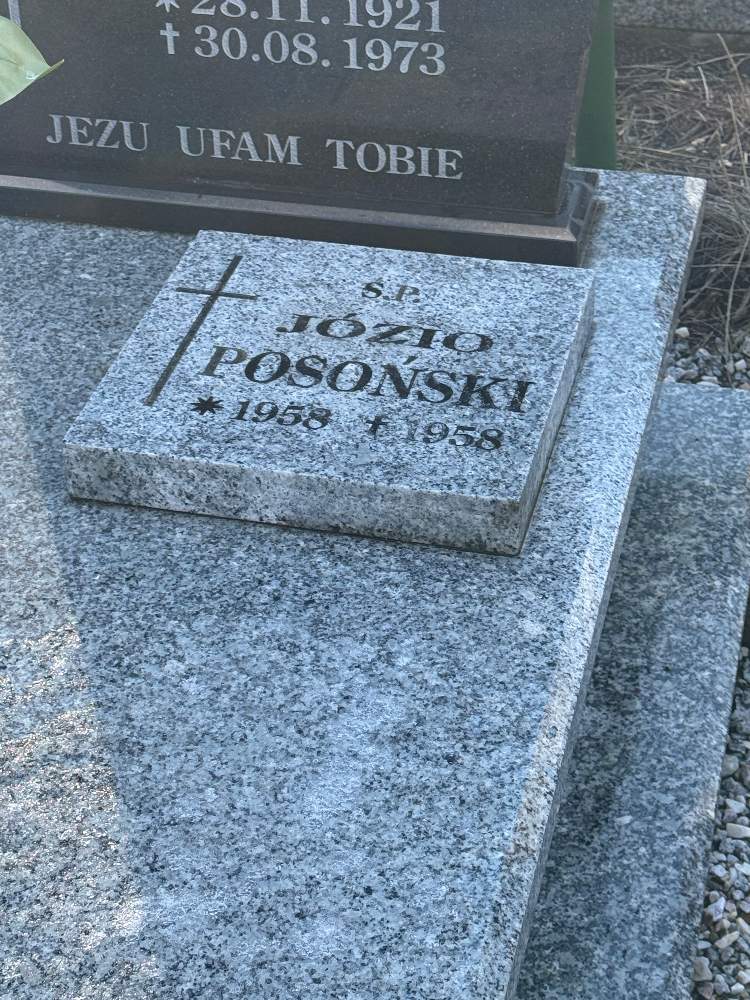 * 28.11.1921
† 30.08.1973
JEZU UFAM TOBIE
Ś.P.
JÓZIO
POSOŃSKI
* 1958 † 1958